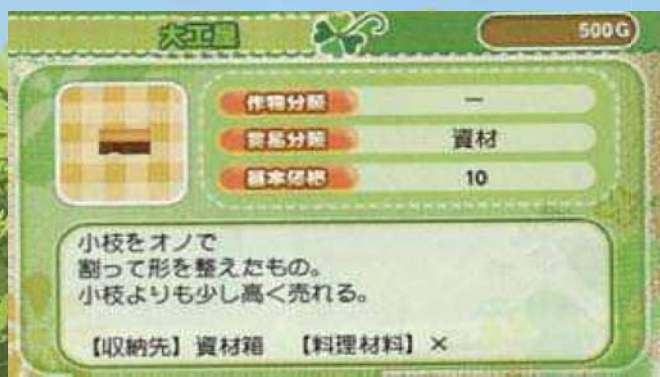 大工屋
500G
作物分類 ー
商品分類 資材
基本価格 10
小枝をオノで
割って形を整えたもの。
小枝よりも少し高く売れる。
【収納先】資材箱 【料理材料】×